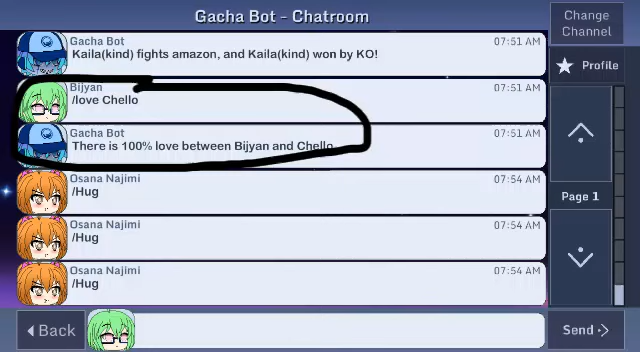 Gacha Bot - Chatroom
Change
Channel
Gacha Bot
07:51 AM
Kaila(kind) fights amazon, and Kaila(kind) won by KO!
Profile
Bijyan
07:51 AM
/love Chello
Gacha Bot
07:51 AM
There is 100% love between Bijyan and Chello
Osana Najimi
07:54 AM
/Hug
Page 1
Osana Najimi
07:54 AM
/Hug
Osana Najimi
07:54 AM
/Hug
Back
Send